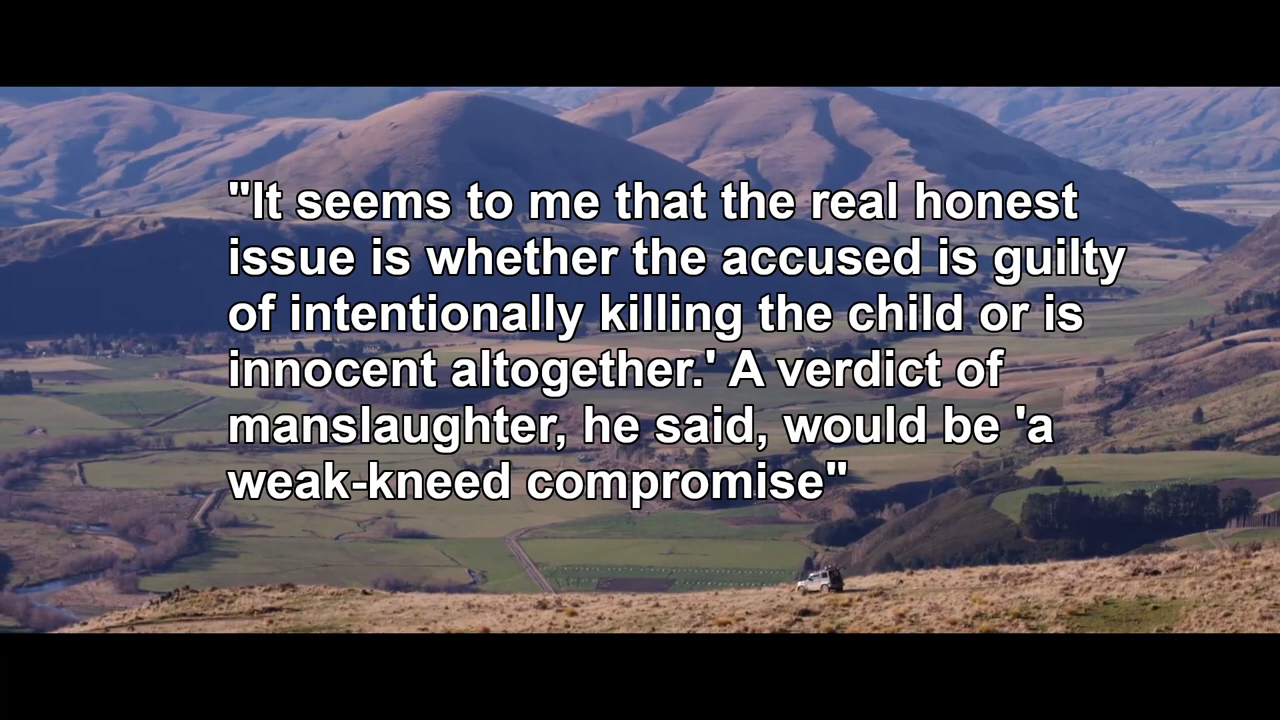 "It seems to me that the real honest
issue is whether the accused is guilty
of intentionally killing the child or is
innocent altogether.' A verdict of
manslaughter, he said, would be 'a
weak-kneed compromise"